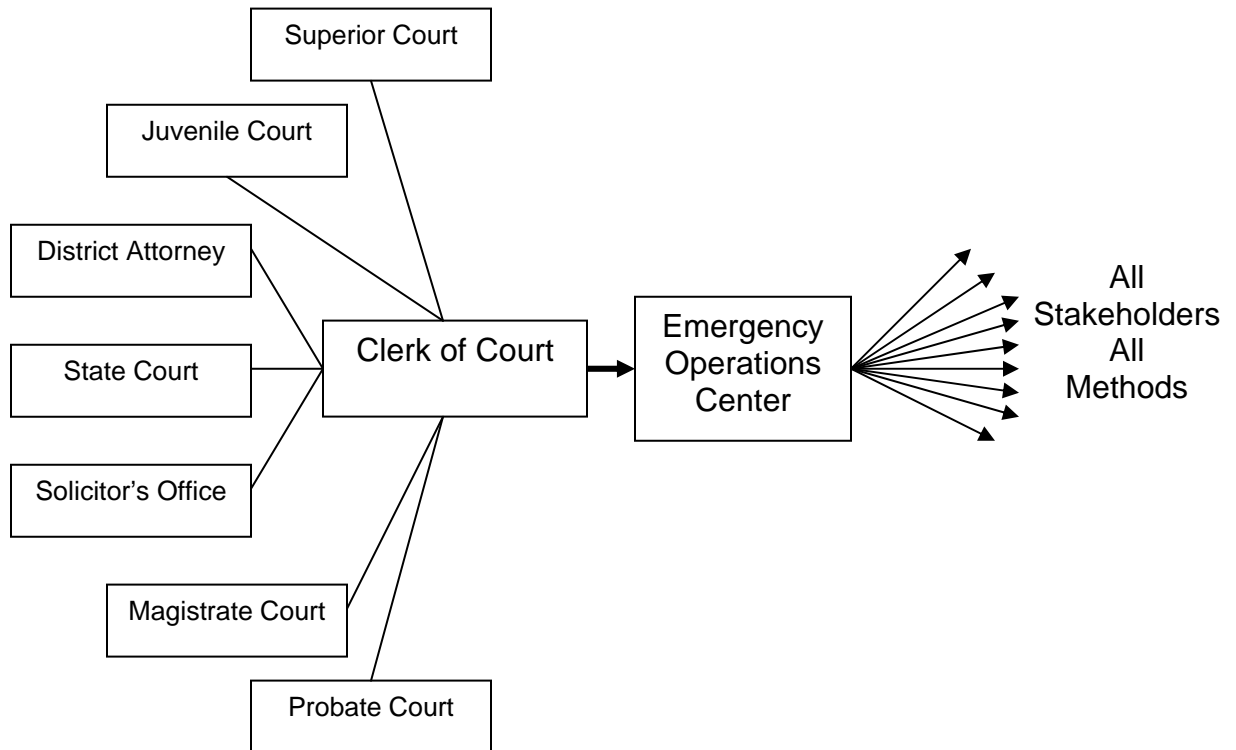 Superior Court
Juvenile Court
District Attorney
State Court
Solicitor’s Office
Magistrate Court
Probate Court
Clerk of Court
Emergency
Operations
Center
All
Stakeholders
All
Methods